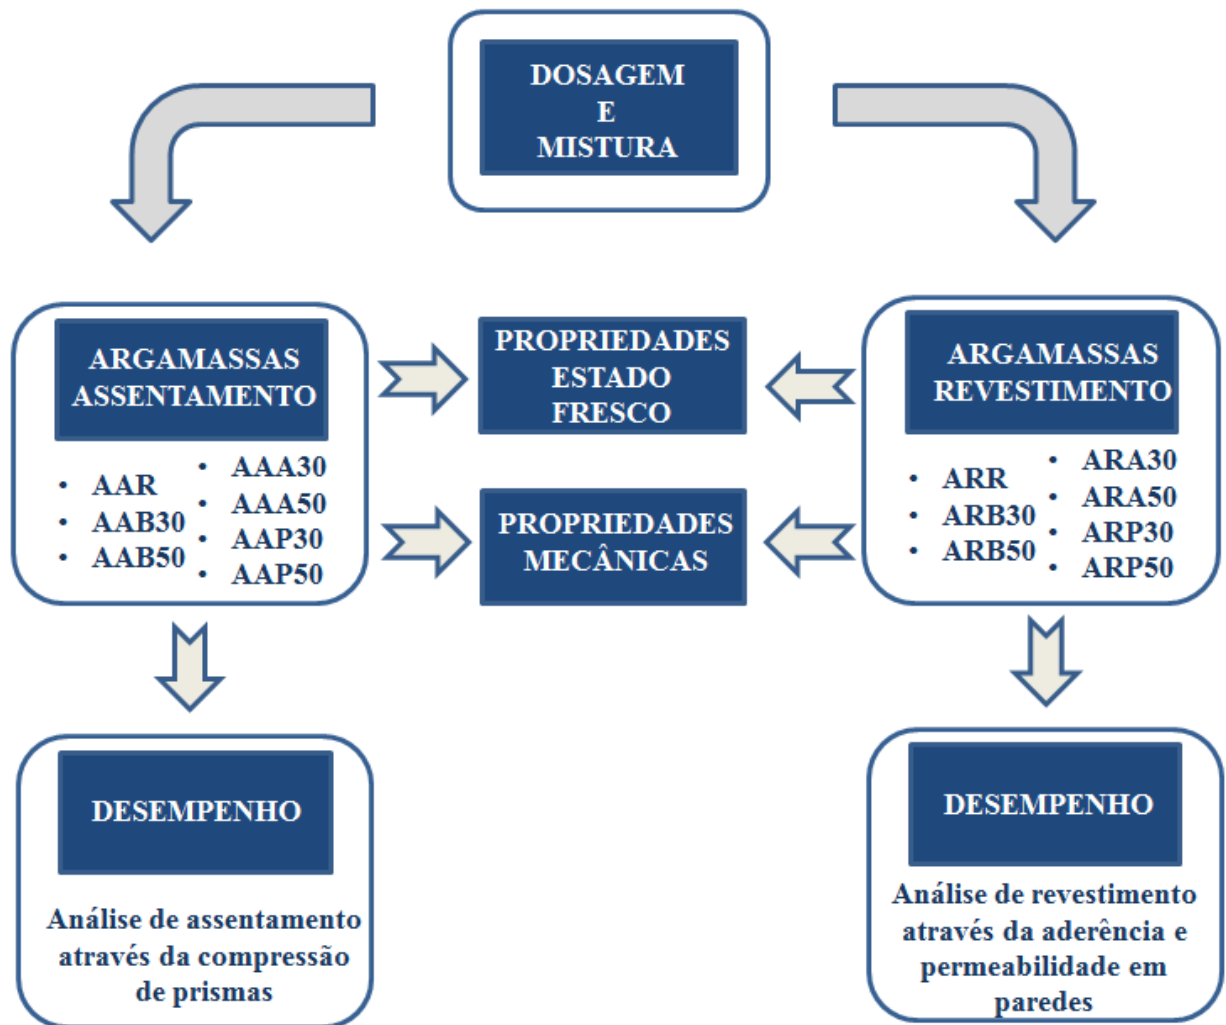 DOSAGEM
E
MISTURA
ARGAMASSAS
ASSENTAMENTO
• AAR
• AAB30
• AAB50
• AAA30
• AAA50
• AAP30
• AAP50
PROPRIEDADES
ESTADO
FRESCO
PROPRIEDADES
MECÂNICAS
ARGAMASSAS
REVESTIMENTO
• ARR
• ARB30
• ARB50
• ARA30
• ARA50
• ARP30
• ARP50
DESEMPENHO
Análise de assentamento
através da compressão
de prismas
DESEMPENHO
Análise de revestimento
através da aderência e
permeabilidade em
paredes